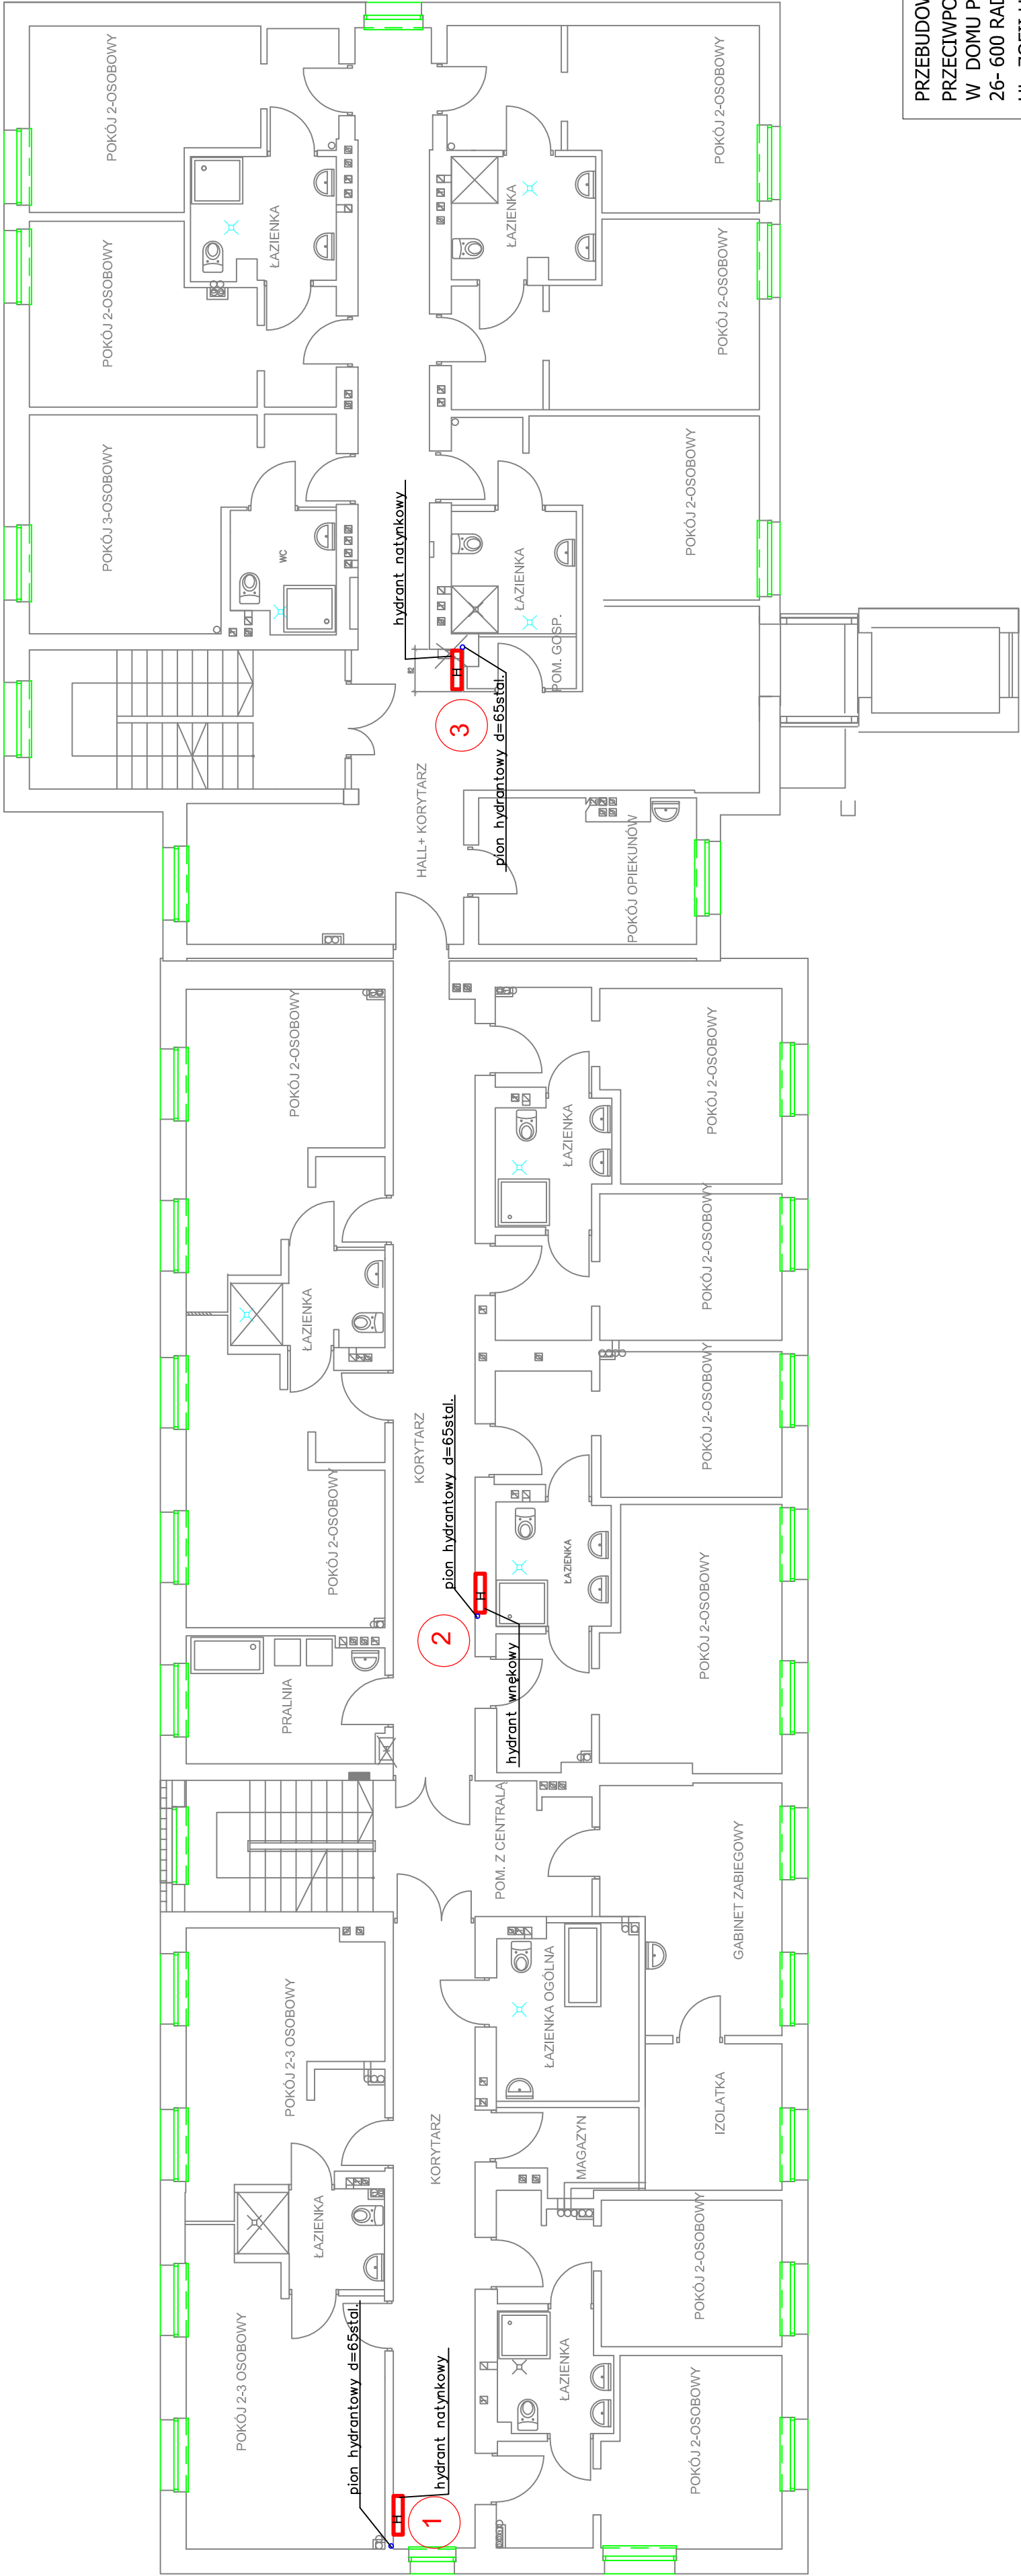 PRZEBUDOW
PRZECIWPO
W DOMU P
26- 600 RAD
POKÓJ 2-OSOBOWY
POKÓJ 2-OSOBOWY
POKÓJ 3-OSOBOWY
ŁAZIENKA
WC
ŁAZIENKA
ŁAZIENKA
POKÓJ 2-OSOBOWY
POKÓJ 2-OSOBOWY
POKÓJ 2-OSOBOWY
POM. GOSP.
hydrant natynkowy
82
H
3
pion hydrantowy d=65stal.
HALL+ KORYTARZ
POKÓJ OPIEKUNÓW
POKÓJ 2-OSOBOWY
ŁAZIENKA
POKÓJ 2-OSOBOWY
PRALNIA
KORYTARZ
pion hydrantowy d=65stal.
H
2
hydrant wnękowy
ŁAZIENKA
ŁAZIENKA
POKÓJ 2-OSOBOWY
POKÓJ 2-OSOBOWY
POKÓJ 2-OSOBOWY
POKÓJ 2-OSOBOWY
POM. Z CENTRALĄ
GABINET ZABIEGOWY
ŁAZIENKA OGÓLNA
IZOLATKA
MAGAZYN
KORYTARZ
POKÓJ 2-3 OSOBOWY
ŁAZIENKA
POKÓJ 2-3 OSOBOWY
pion hydrantowy d=65stal.
hydrant natynkowy
H
1
ŁAZIENKA
POKÓJ 2-OSOBOWY
POKÓJ 2-OSOBOWY